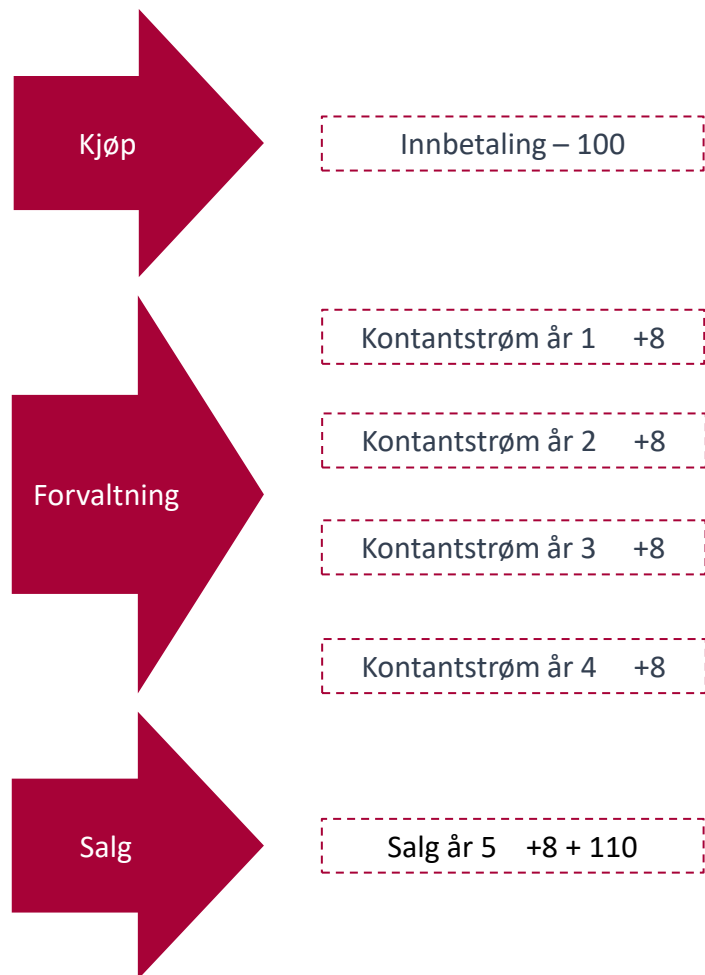 Kjøp
Innbetaling – 100
Kontantstrøm år 1 +8
Kontantstrøm år 2 +8
Forvaltning
Kontantstrøm år 3 +8
Kontantstrøm år 4 +8
Salg
Salg år 5 +8 + 110